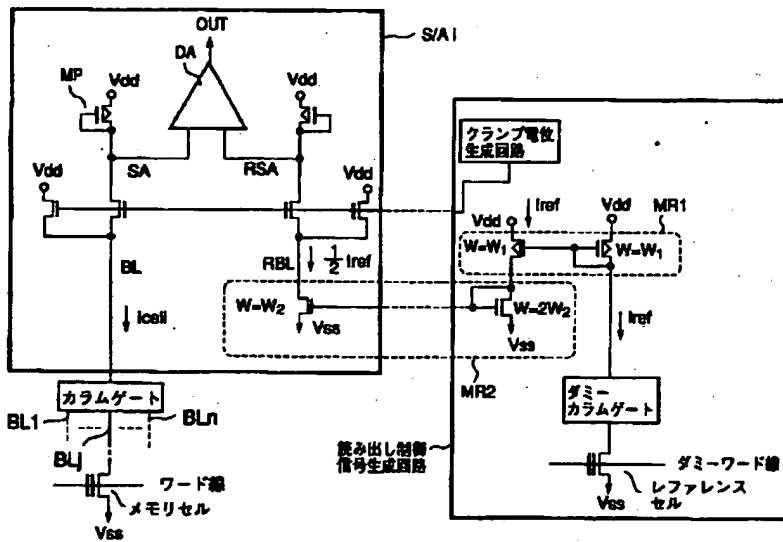 OUT
S/A i
DA
MP
Vdd
Vdd
SA
RSA
Vdd
Vdd
クランプ電位
生成回路
Vdd
Iref
Vdd
MR1
W=W1
W=W1
BL
RBL
1/2 Iref
W=W2
Vss
W=2W2
Vss
Iref
icell
MR2
カラムゲート
BL1
BLn
BLj
ワード線
メモリセル
Vss
読み出し制御
信号生成回路
ダミー
カラムゲート
ダミーワード線
レファレンス
セル
Vss